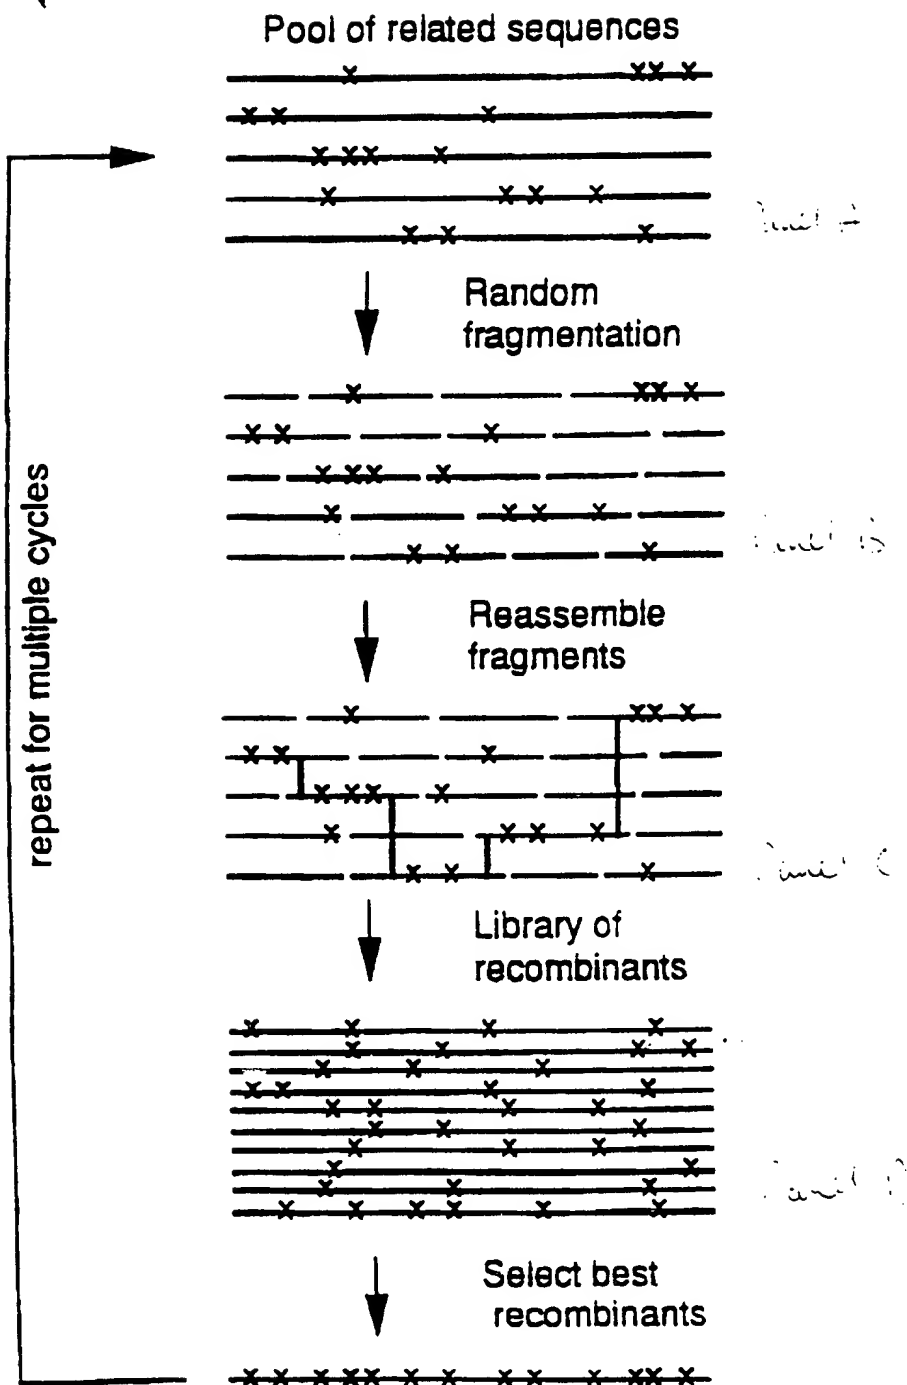 Pool of related sequences
Random
fragmentation
Reassemble
fragments
repeat for multiple cycles
Library of
recombinants
Select best
recombinants